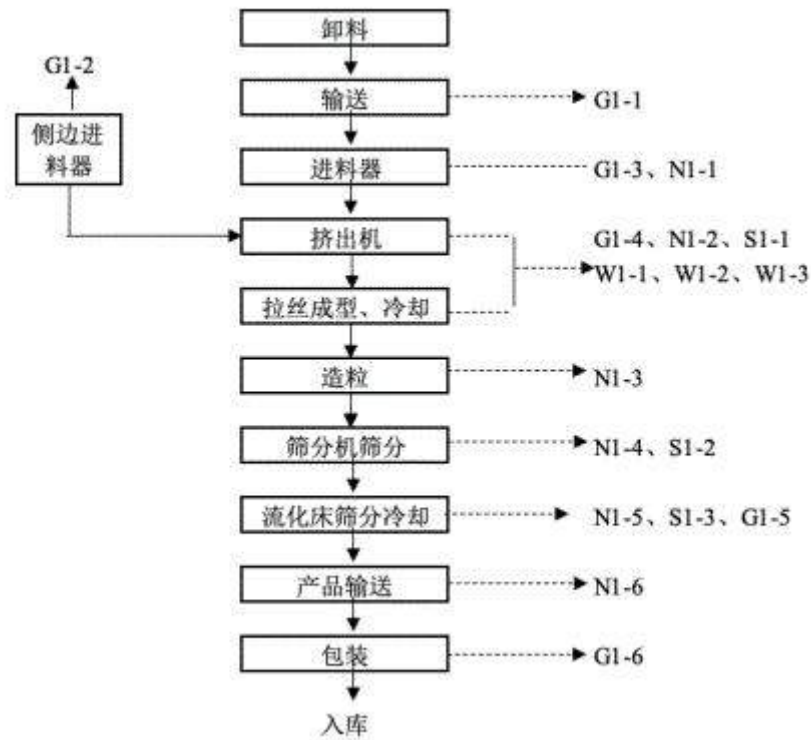 卸料
G1-2
输送
G1-1
侧边进
料器
进料器
G1-3、N1-1
挤出机
G1-4、N1-2、S1-1
W1-1、W1-2、W1-3
拉丝成型、冷却
造粒
N1-3
筛分机筛分
N1-4、S1-2
流化床筛分冷却
N1-5、S1-3、G1-5
产品输送
N1-6
包装
G1-6
入库